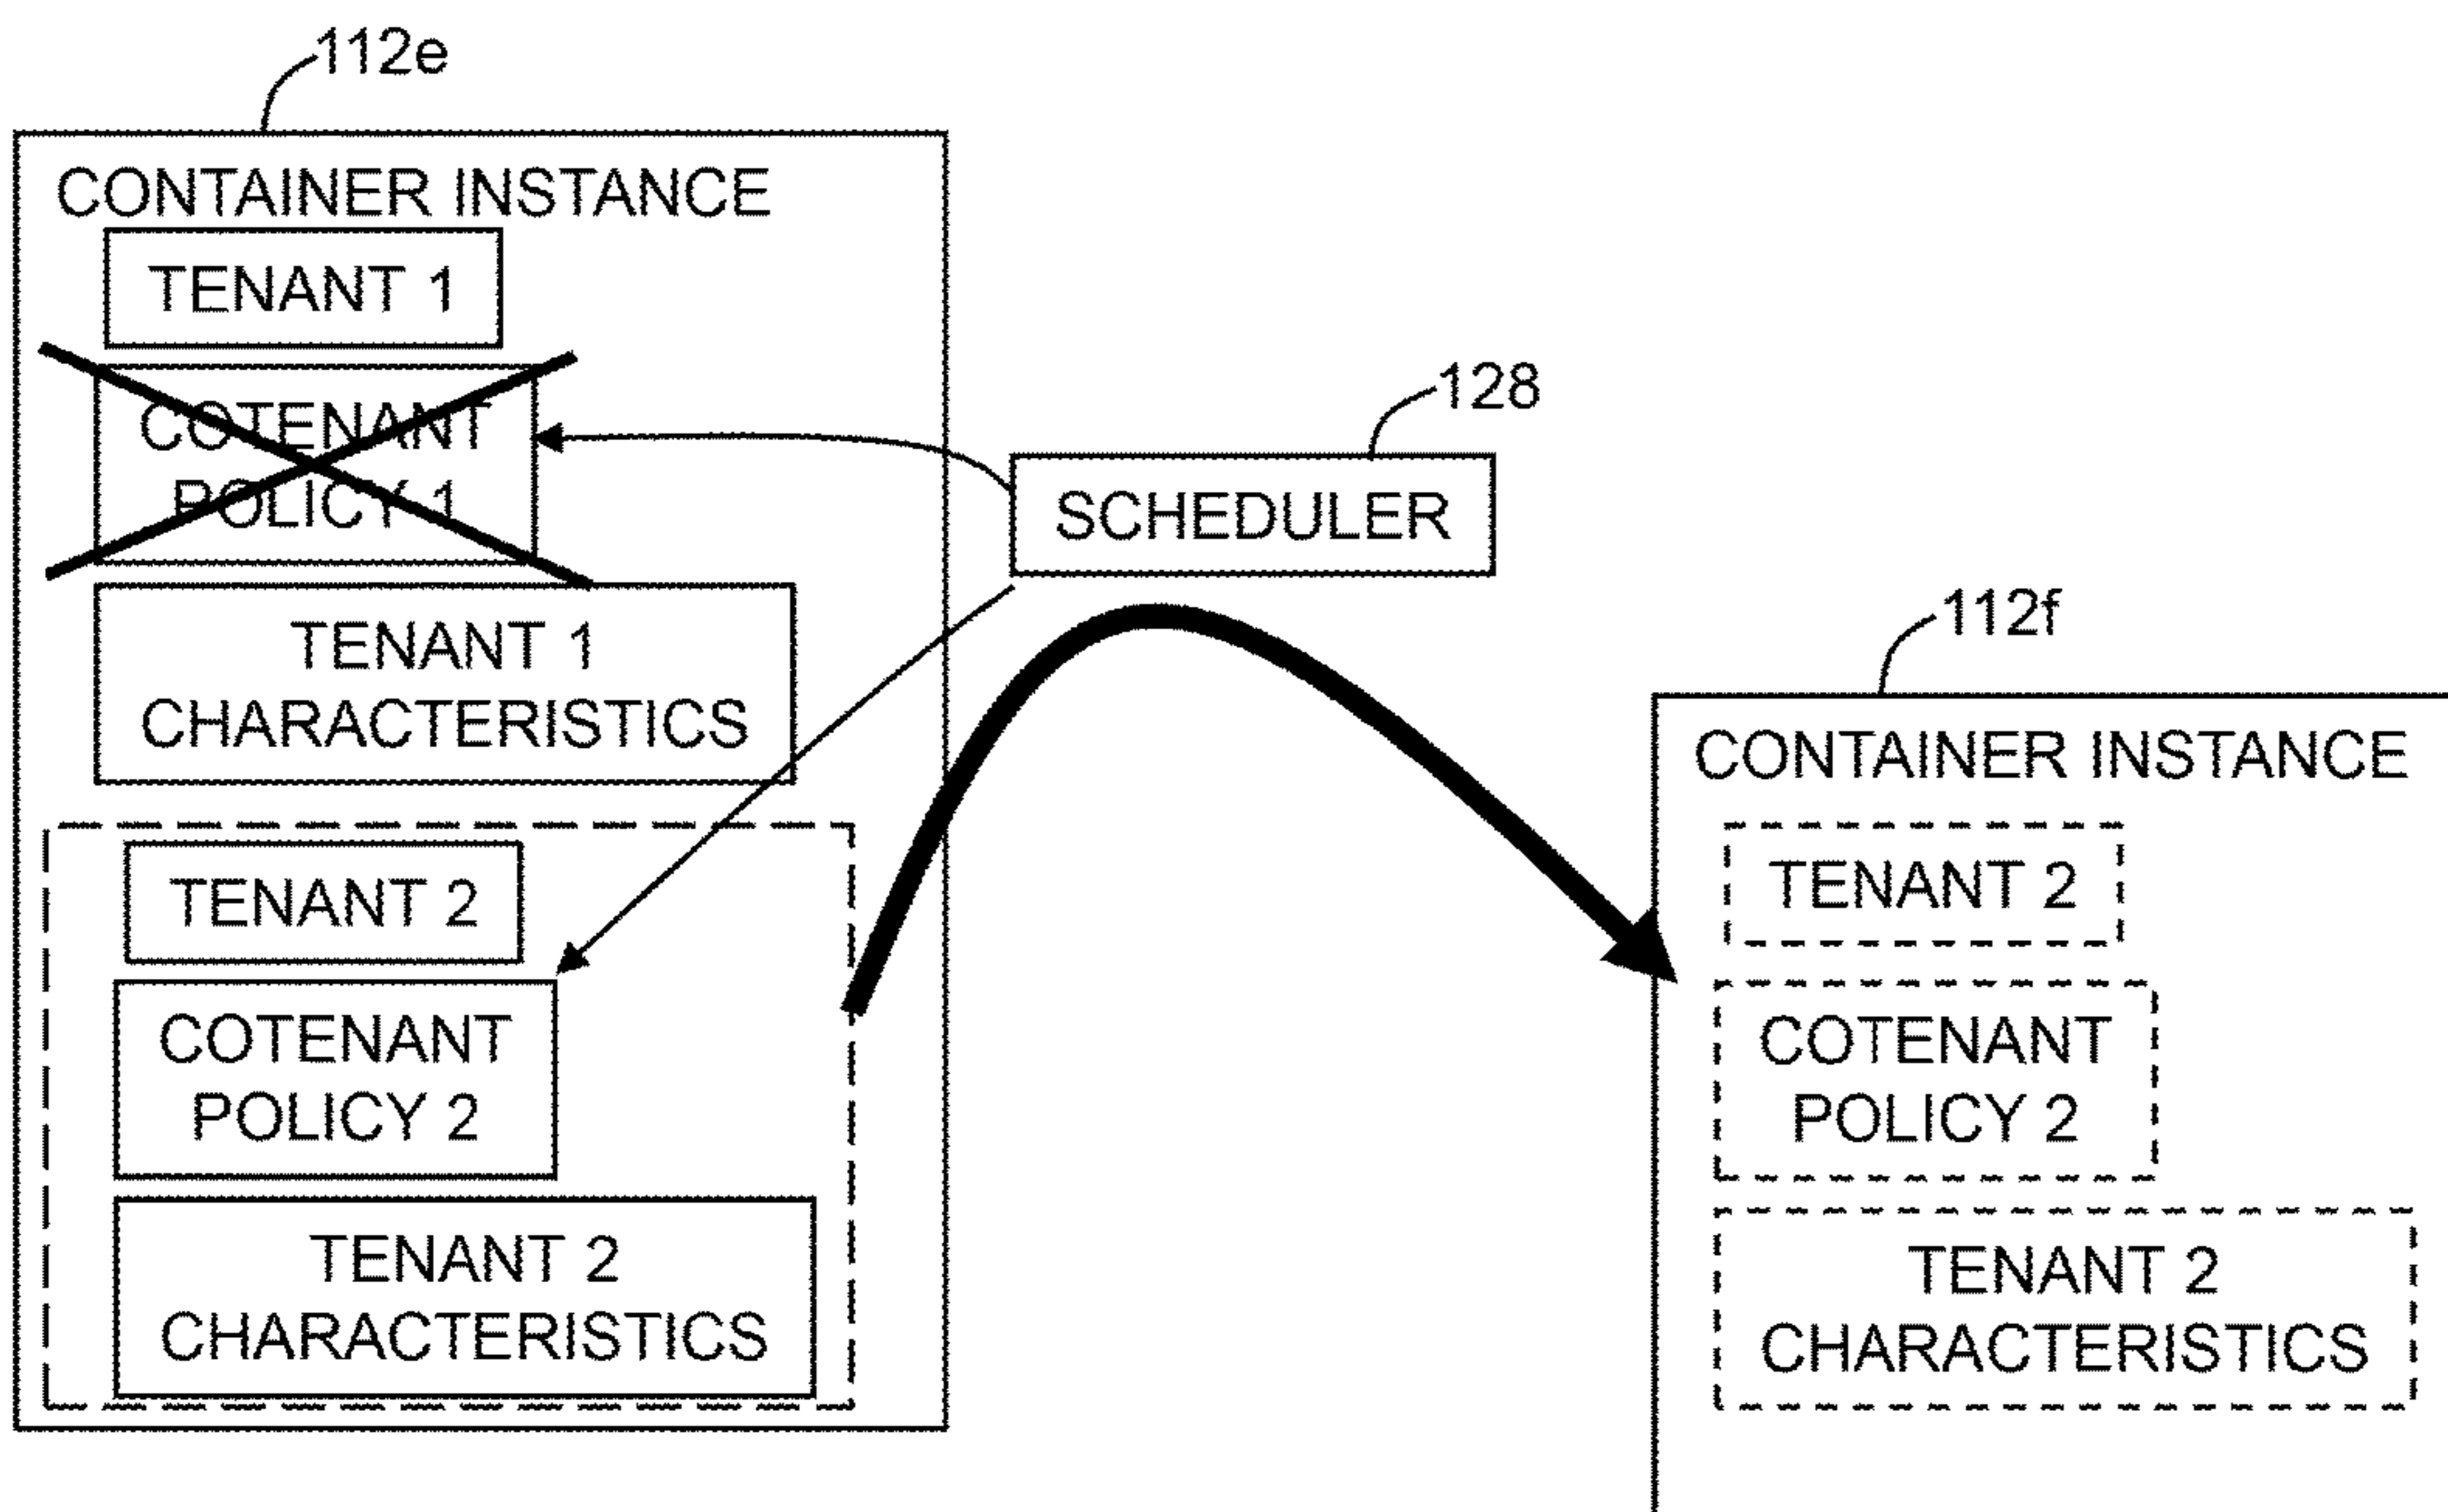 112e
CONTAINER INSTANCE
TENANT 1
COTENANT
POLICY 1
TENANT 1
CHARACTERISTICS
TENANT 2
COTENANT
POLICY 2
TENANT 2
CHARACTERISTICS
128
SCHEDULER
112f
CONTAINER INSTANCE
TENANT 2
COTENANT
POLICY 2
TENANT 2
CHARACTERISTICS